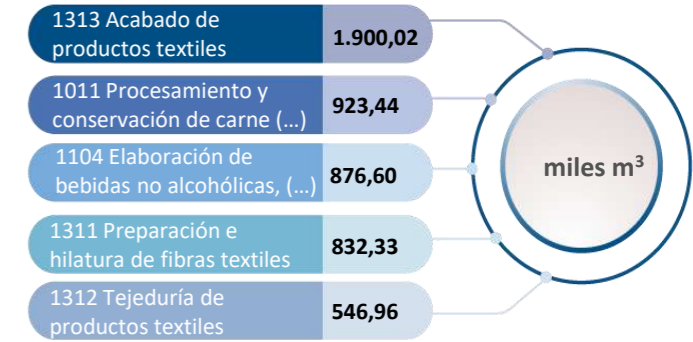 1313 Acabado de
productos textiles
1.900,02
1011 Procesamiento y
conservación de carne (...)
923,44
1104 Elaboración de
bebidas no alcohólicas, (...)
876,60
1311 Preparación e
hilatura de fibras textiles
832,33
1312 Tejeduría de
productos textiles
546,96
miles m³